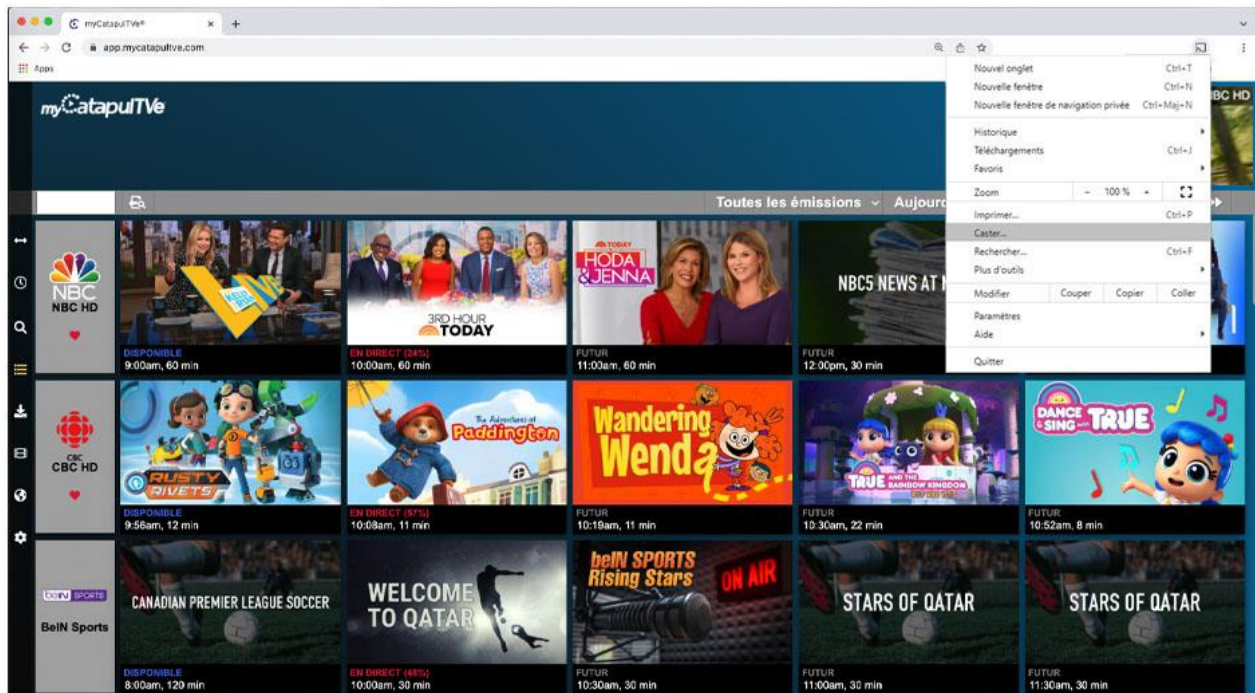 myCatapulTVe®
app.mycatapultve.com
Apps
Nouvel onglet Ctrl+T
Nouvelle fenêtre Ctrl+N
Nouvelle fenêtre de navigation privée Ctrl+Maj+N
Historique
Téléchargements Ctrl+J
Favoris
Zoom - 100 % +
Imprimer... Ctrl+P
Caster...
Rechercher... Ctrl+F
Plus d'outils
Modifier Couper Copier Coller
Paramètres
Aide
Quitter
myCatapulTVe
NBC HD
Toutes les émissions
NBC
NBC HD
KELLY
3RD HOUR
TODAY
TODAY
HODA
& JENNA
NBC5 NEWS AT
DISPONIBLE
9:00am, 60 min
EN DIRECT (24%)
10:00am, 60 min
FUTUR
11:00am, 60 min
FUTUR
12:00pm, 30 min
CBC
CBC HD
RUSTY
RIVETS
The Adventures of
Paddington
Wandering
Wenda
TRUE AND THE
RAINBOW KINGDOM
DANCE
& SING with TRUE
DISPONIBLE
9:56am, 12 min
EN DIRECT (57%)
10:08am, 11 min
FUTUR
10:19am, 11 min
FUTUR
10:30am, 22 min
FUTUR
10:52am, 8 min
beIN SPORTS
BeIN Sports
CANADIAN PREMIER LEAGUE SOCCER
WELCOME
TO QATAR
beIN SPORTS
Rising Stars
ON AIR
STARS OF QATAR
STARS OF QATAR
DISPONIBLE
8:00am, 120 min
EN DIRECT (48%)
10:00am, 30 min
FUTUR
10:30am, 30 min
FUTUR
11:00am, 30 min
FUTUR
11:30am, 30 min